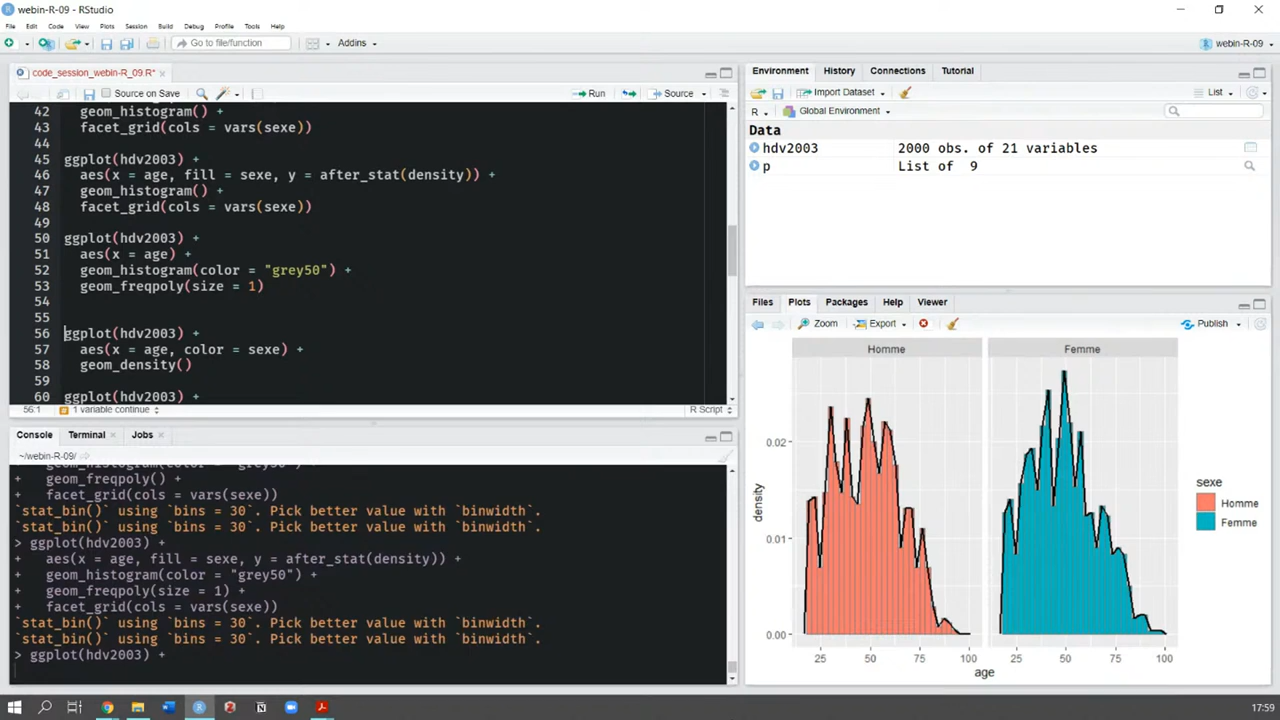 webin-R-09 - RStudio
File Edit Code View Plots Session Build Debug Profile Tools Help
Go to file/function Addins webin-R-09
code_session_webin-R_09.R*
Source on Save Run Source
42 geom_histogram() +
43 facet_grid(cols = vars(sexe))
44
45 ggplot(hdv2003) +
46 aes(x = age, fill = sexe, y = after_stat(density)) +
47 geom_histogram() +
48 facet_grid(cols = vars(sexe))
49
50 ggplot(hdv2003) +
51 aes(x = age) +
52 geom_histogram(color = "grey50") +
53 geom_freqpoly(size = 1)
54
55
56 ggplot(hdv2003) +
57 aes(x = age, color = sexe) +
58 geom_density()
59
60 ggplot(hdv2003) +
56:1 1 variable continue R Script
Console Terminal Jobs
~/webin-R-09/
+ geom_histogram(color = "grey50") +
+ geom_freqpoly() +
+ facet_grid(cols = vars(sexe))
`stat_bin()` using `bins = 30`. Pick better value with `binwidth`.
`stat_bin()` using `bins = 30`. Pick better value with `binwidth`.
> ggplot(hdv2003) +
+ aes(x = age, fill = sexe, y = after_stat(density)) +
+ geom_histogram(color = "grey50") +
+ geom_freqpoly(size = 1) +
+ facet_grid(cols = vars(sexe))
`stat_bin()` using `bins = 30`. Pick better value with `binwidth`.
`stat_bin()` using `bins = 30`. Pick better value with `binwidth`.
> ggplot(hdv2003) +
+
Environment History Connections Tutorial
Import Dataset List
R Global Environment
Data
hdv2003 2000 obs. of 21 variables
p List of 9
Files Plots Packages Help Viewer
Zoom Export Publish
Homme Femme
0.02
0.01
0.00
density
25 50 75 100 25 50 75 100
age
sexe
Homme
Femme
17:59